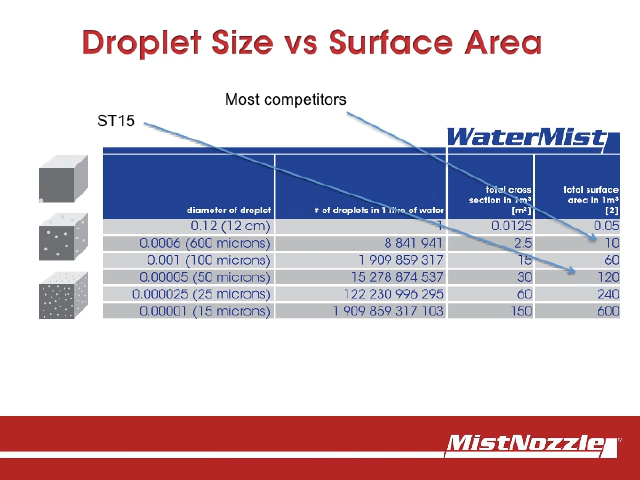 Droplet Size vs Surface Area
Most competitors
ST15
WaterMist
diameter of droplet # of droplets in 1 litre of water total cross section in 1m³ [m²] total surface area in 1m³ [2]
0.12 (12 cm) 1 0.0125 0.05
0.0006 (600 microns) 8 841 941 2.5 10
0.001 (100 microns) 1 909 859 317 15 60
0.00005 (50 microns) 15 278 874 537 30 120
0.000025 (25 microns) 122 230 996 295 60 240
0.00001 (15 microns) 1 909 859 317 103 150 600
MistNozzle